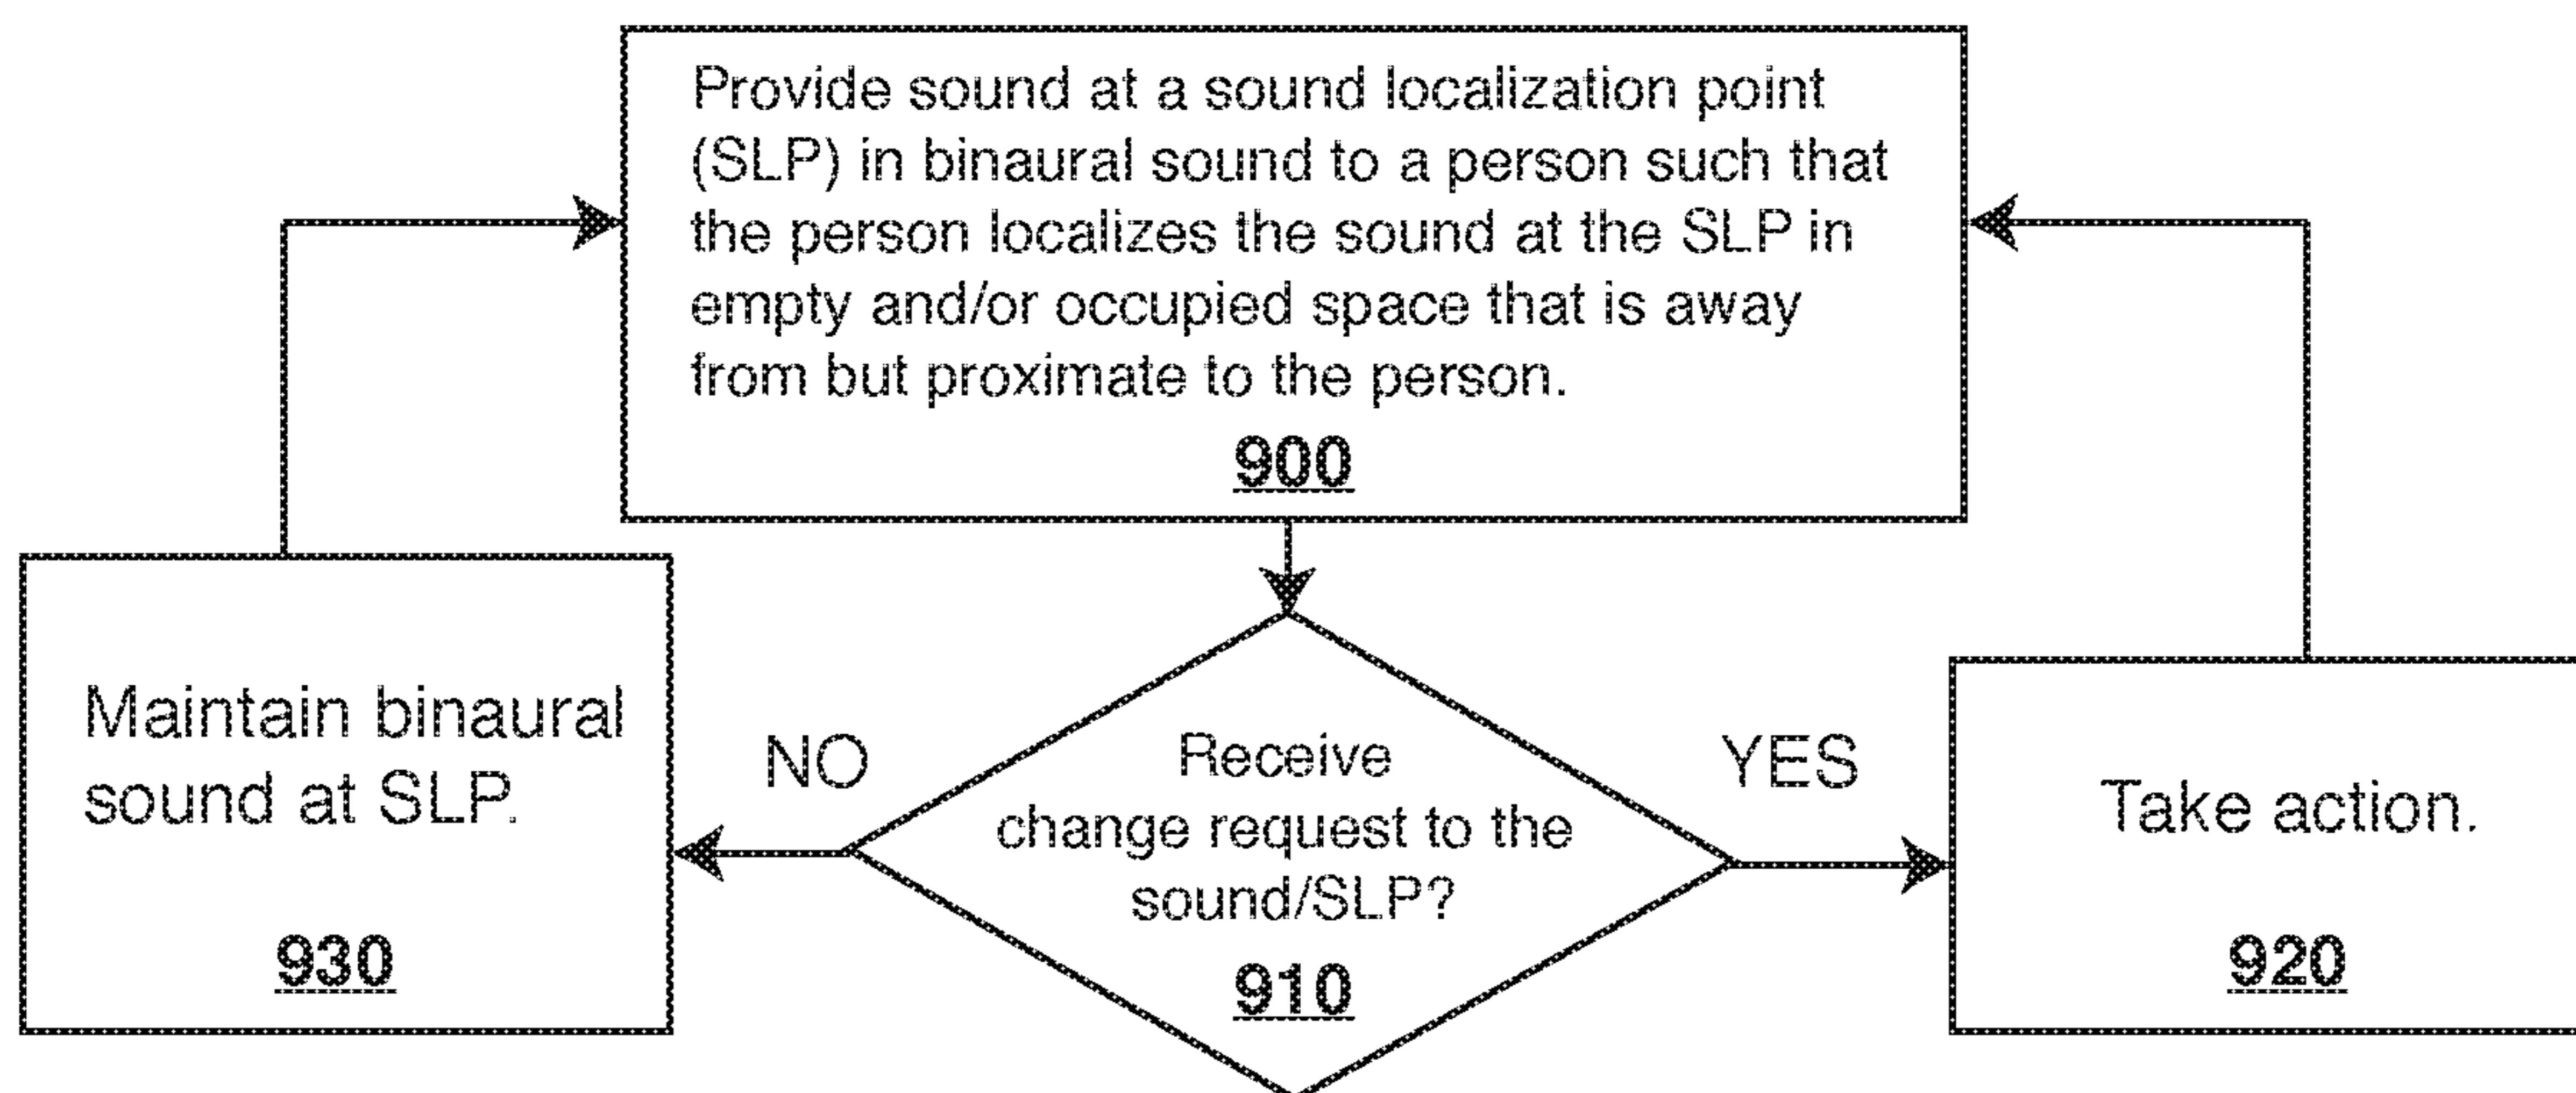 Provide sound at a sound localization point
(SLP) in binaural sound to a person such that
the person localizes the sound at the SLP in
empty and/or occupied space that is away
from but proximate to the person.
900
Maintain binaural
sound at SLP.
930
NO
Receive
change request to the
sound/SLP?
910
YES
Take action.
920